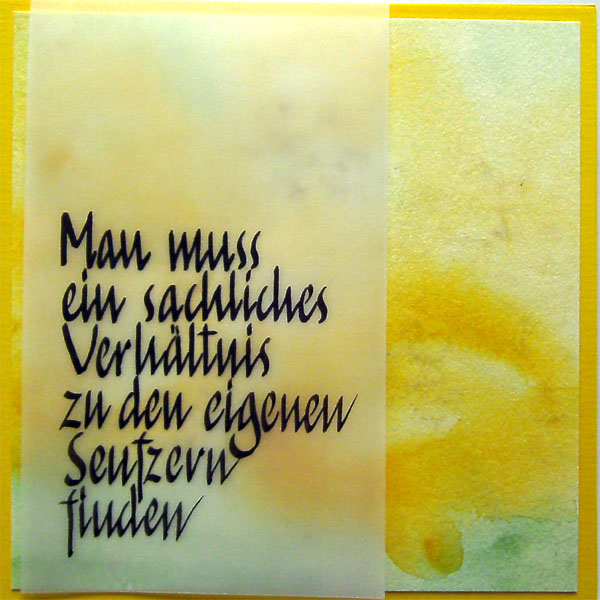 Man muss
ein sachliches
Verhältnis
zu den eigenen
Seufzern
finden